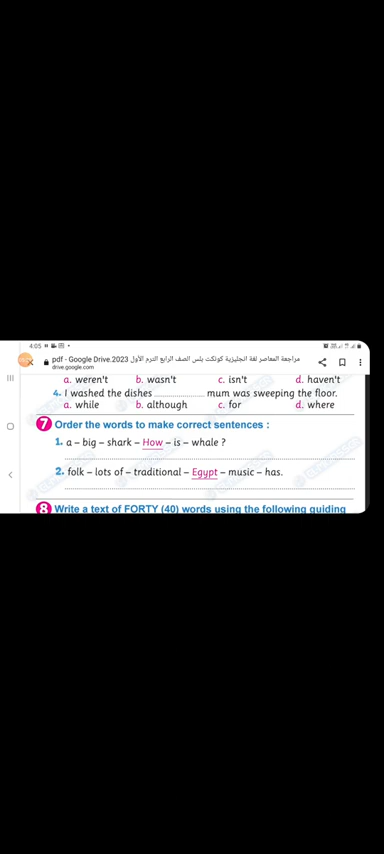 4:05
pdf - Google Drive.2023 مراجعة المعاصر لغة انجليزية كونكت بلس الصف الرابع الترم الأول
drive.google.com
a. weren't b. wasn't c. isn't d. haven't
4. I washed the dishes .................... mum was sweeping the floor.
a. while b. although c. for d. where
7 Order the words to make correct sentences :
1. a – big – shark – How – is – whale ?
2. folk – lots of – traditional – Egypt – music – has.
8 Write a text of FORTY (40) words using the following guiding